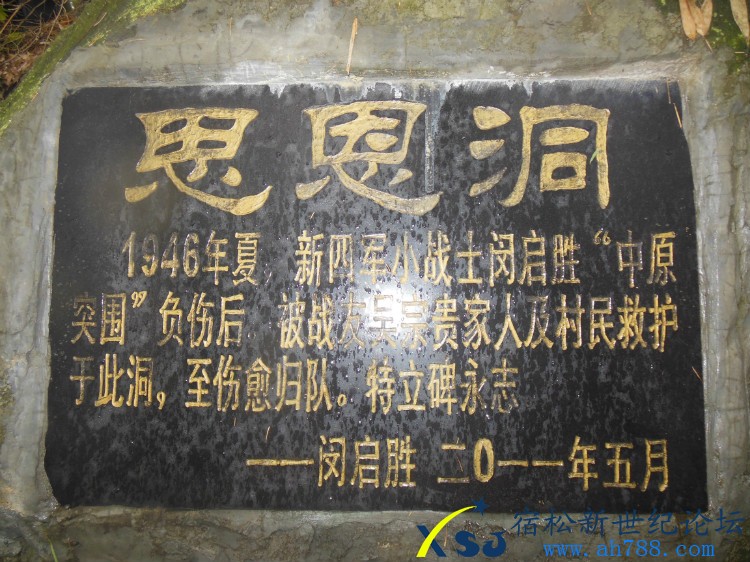 思恩洞
1946年夏 新四军小战士闵启胜“中原
突围”负伤后 被战友吴宗贵家人及村民救护
于此洞，至伤愈归队。特立碑永志
——闵启胜 二0一一年五月
XSJ 宿松新世纪论坛
www.ah788.com